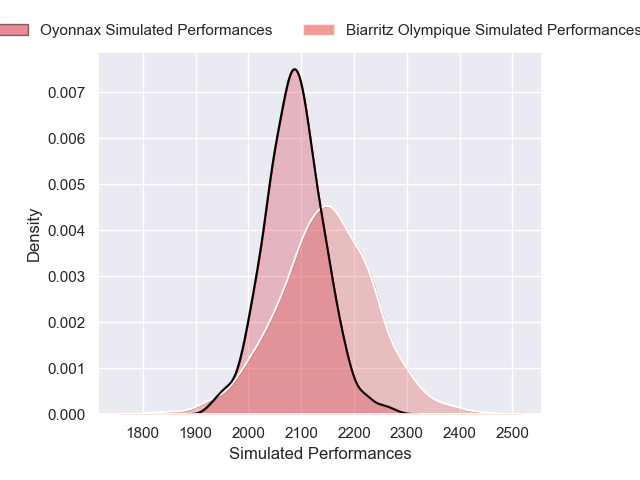 Oyonnax Simulated Performances
Biarritz Olympique Simulated Performances
0.007
0.006
0.005
0.004
0.003
0.002
0.001
0.000
Density
1800 1900 2000 2100 2200 2300 2400 2500
Simulated Performances